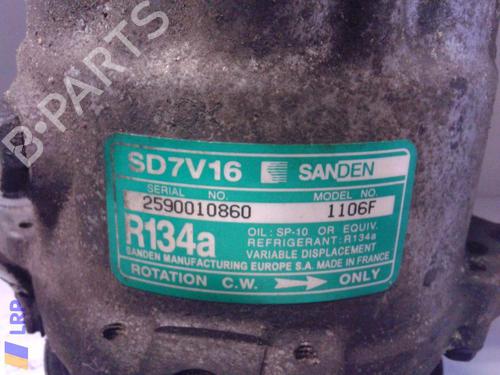 B-PARTS
SD7V16 SANDEN
SERIAL NO. MODEL NO.
2590010860 1106F
R134a
OIL: SP-10 OR EQUIV.
REFRIGERANT: R134a
VARIABLE DISPLACEMENT
SANDEN MANUFACTURING EUROPE S.A. MADE IN FRANCE
ROTATION C.W. ONLY
LRP